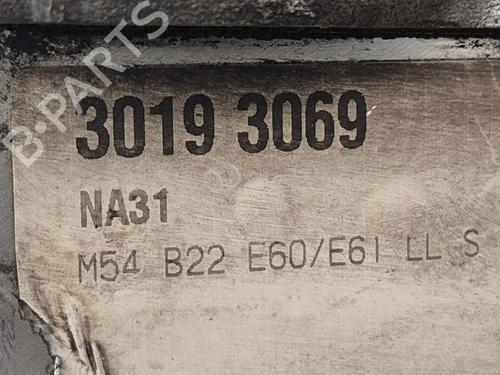 B-PARTS
3019 3069
NA31
M54 B22 E60/E61 LL S